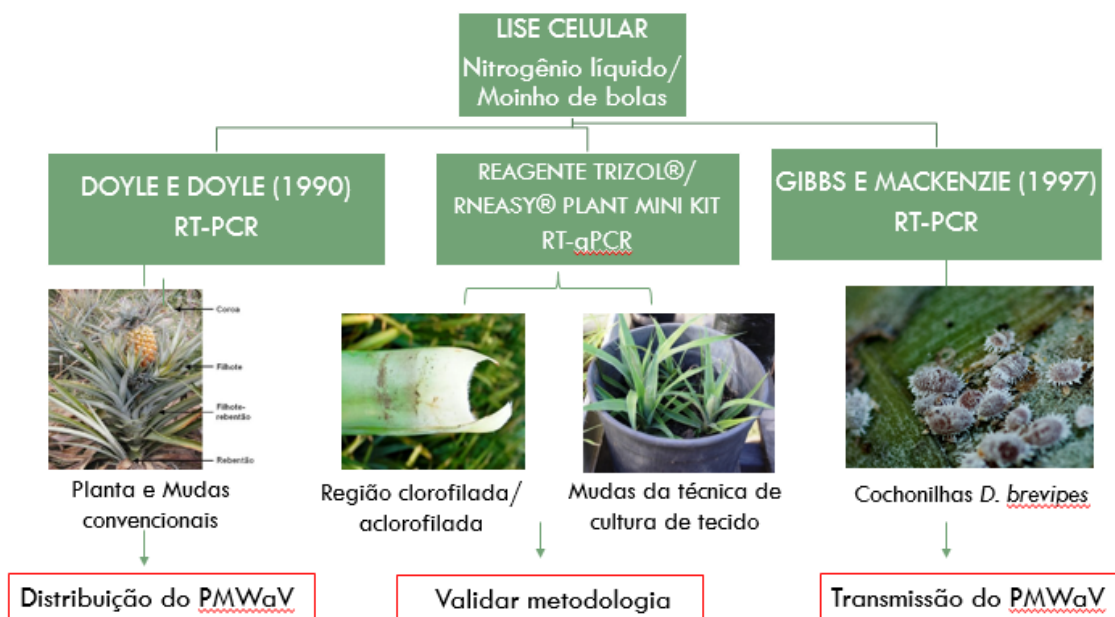 LISE CELULAR
Nitrogênio líquido/
Moinho de bolas
DOYLE E DOYLE (1990)
RT-PCR
REAGENTE TRIZOL®/
RNEASY® PLANT MINI KIT
RT-qPCR
GIBBS E MACKENZIE (1997)
RT-PCR
Coroa
Filhote
Filhote-
rebentão
Rebentão
Planta e Mudas
convencionais
Região clorofilada/
aclorofilada
Mudas da técnica de
cultura de tecido
Cochonilhas D. brevipes
Distribuição do PMWaV
Validar metodologia
Transmissão do PMWaV